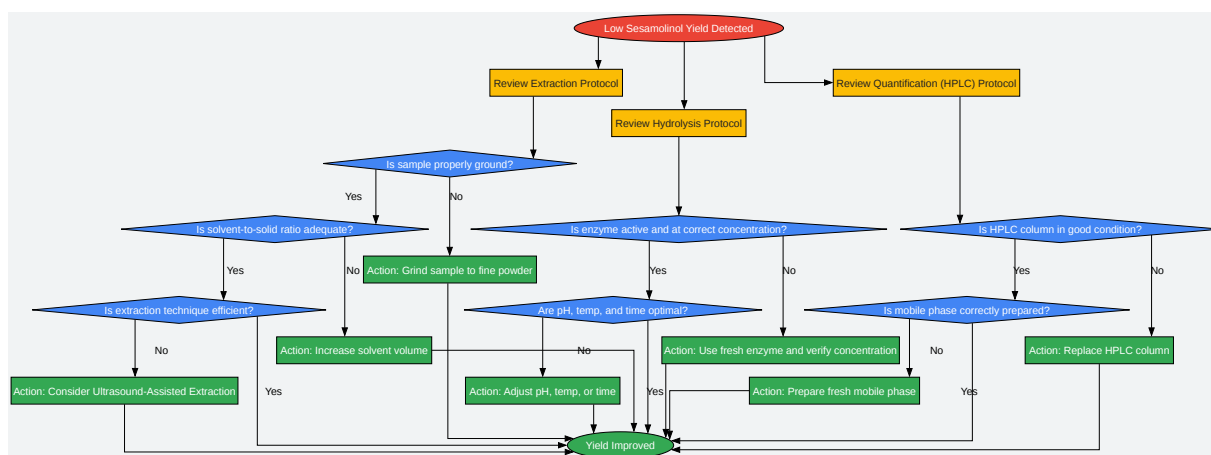 Low Sesamolinol Yield Detected
Review Extraction Protocol
Review Quantification (HPLC) Protocol
Review Hydrolysis Protocol
Is sample properly ground?
Yes
No
Is solvent-to-solid ratio adequate?
Is enzyme active and at correct concentration?
Is HPLC column in good condition?
Yes
No
Action: Grind sample to fine powder
Yes
No
Yes
No
Is extraction technique efficient?
Are pH, temp, and time optimal?
Is mobile phase correctly prepared?
No
Action: Increase solvent volume
No
Action: Use fresh enzyme and verify concentration
No
Action: Replace HPLC column
Action: Consider Ultrasound-Assisted Extraction
Yes
Action: Adjust pH, temp, or time
Yes
Action: Prepare fresh mobile phase
Yes
Yield Improved